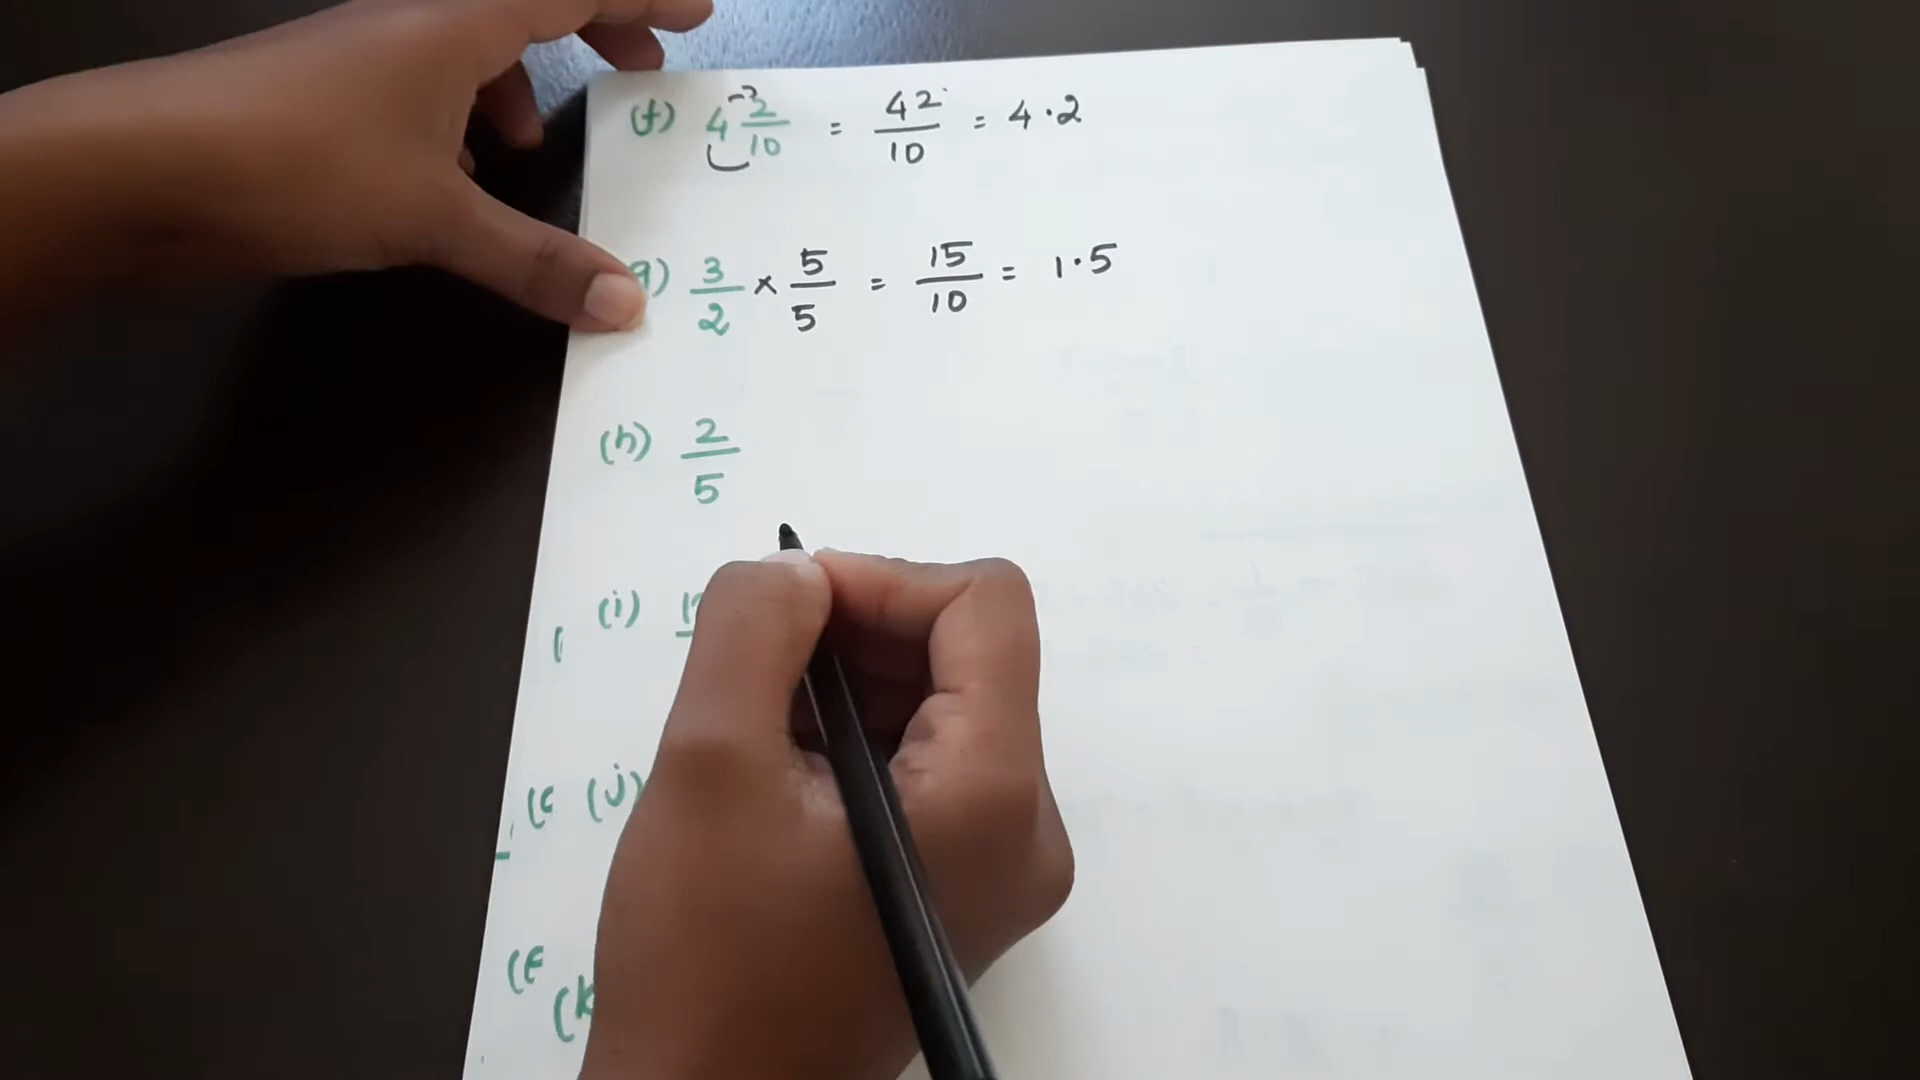 (f) 4 2/10 = 42/10 = 4·2
g) 3/2 × 5/5 = 15/10 = 1·5
(h) 2/5
(i)
(j)
(k